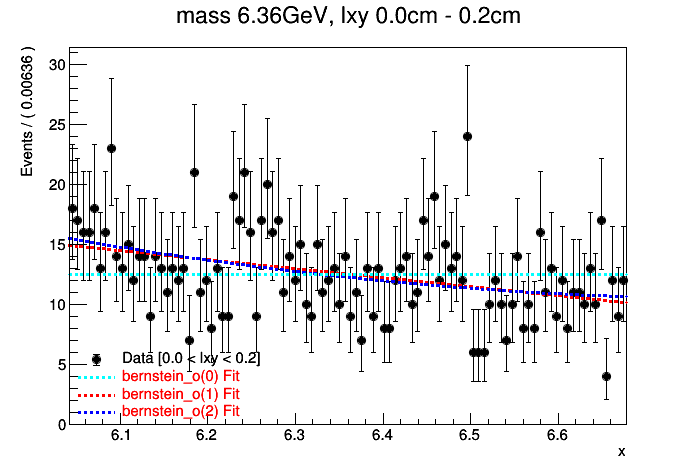 mass 6.36GeV, lxy 0.0cm - 0.2cm
Events / ( 0.00636 )
30
25
20
15
10
5
0
Data [0.0 < lxy < 0.2]
bernstein_o(0) Fit
bernstein_o(1) Fit
bernstein_o(2) Fit
6.1 6.2 6.3 6.4 6.5 6.6
x